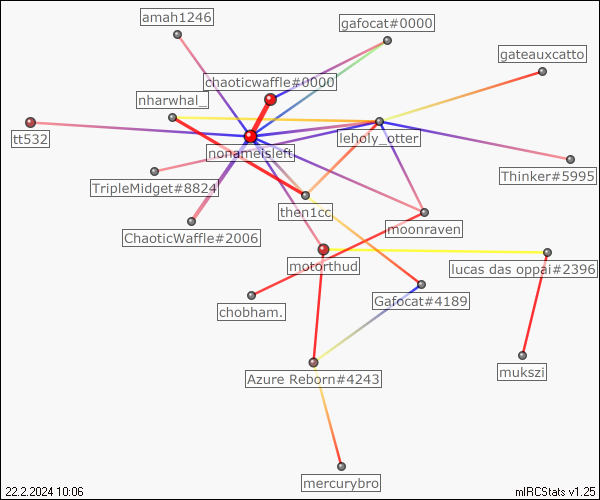 amah1246
gafocat#0000
gateauxcatto
chaoticwaffle#0000
nharwhal_
tt532
leholy_otter
nonameisleft
Thinker#5995
TripleMidget#8824
then1cc
moonraven
ChaoticWaffle#2006
motorthud
lucas das oppai#2396
chobham.
Gafocat#4189
mukszi
Azure Reborn#4243
mercurybro
22.2.2024 10:06
mIRCStats v1.25